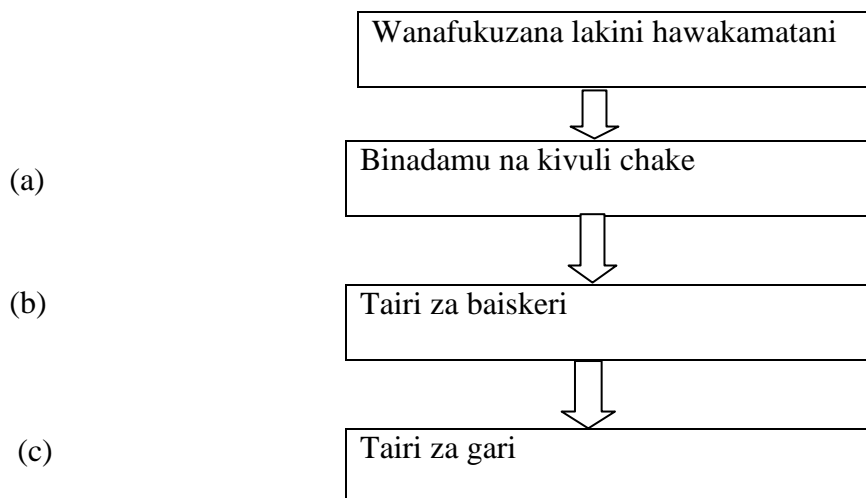 Wanafukuzana lakini hawakamatani
(a) Binadamu na kivuli chake
(b) Tairi za baiskeri
(c) Tairi za gari